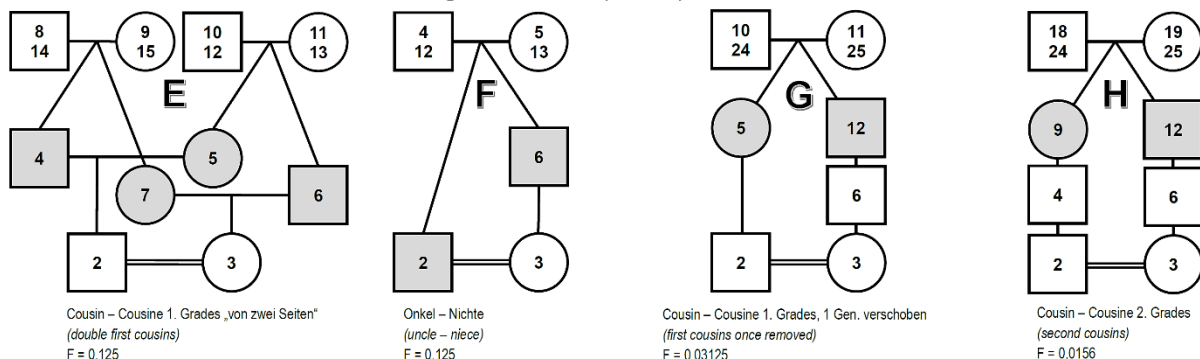 8
14
9
15
10
12
11
13
E
4
5
7
6
2
3
Cousin – Cousine 1. Grades „von zwei Seiten“
(double first cousins)
F = 0.125
4
12
5
13
F
6
2
3
Onkel – Nichte
(uncle – niece)
F = 0.125
10
24
11
25
G
5
12
6
2
3
Cousin – Cousine 1. Grades, 1 Gen. verschoben
(first cousins once removed)
F = 0.03125
18
24
19
25
H
9
12
4
6
2
3
Cousin – Cousine 2. Grades
(second cousins)
F = 0.0156